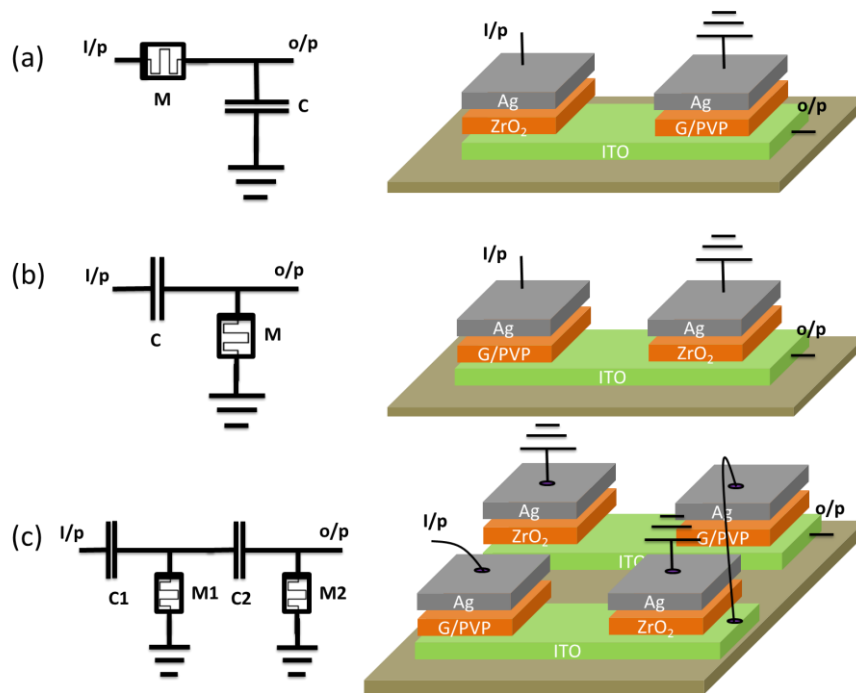 (a)
I/p
o/p
M
C
I/p
Ag
Ag
o/p
ZrO2
G/PVP
ITO
(b)
I/p
o/p
C
M
I/p
Ag
Ag
o/p
G/PVP
ZrO2
ITO
(c)
I/p
o/p
C1
M1
C2
M2
Ag
Ag
o/p
I/p
ZrO2
G/PVP
ITO
Ag
Ag
G/PVP
ZrO2
ITO